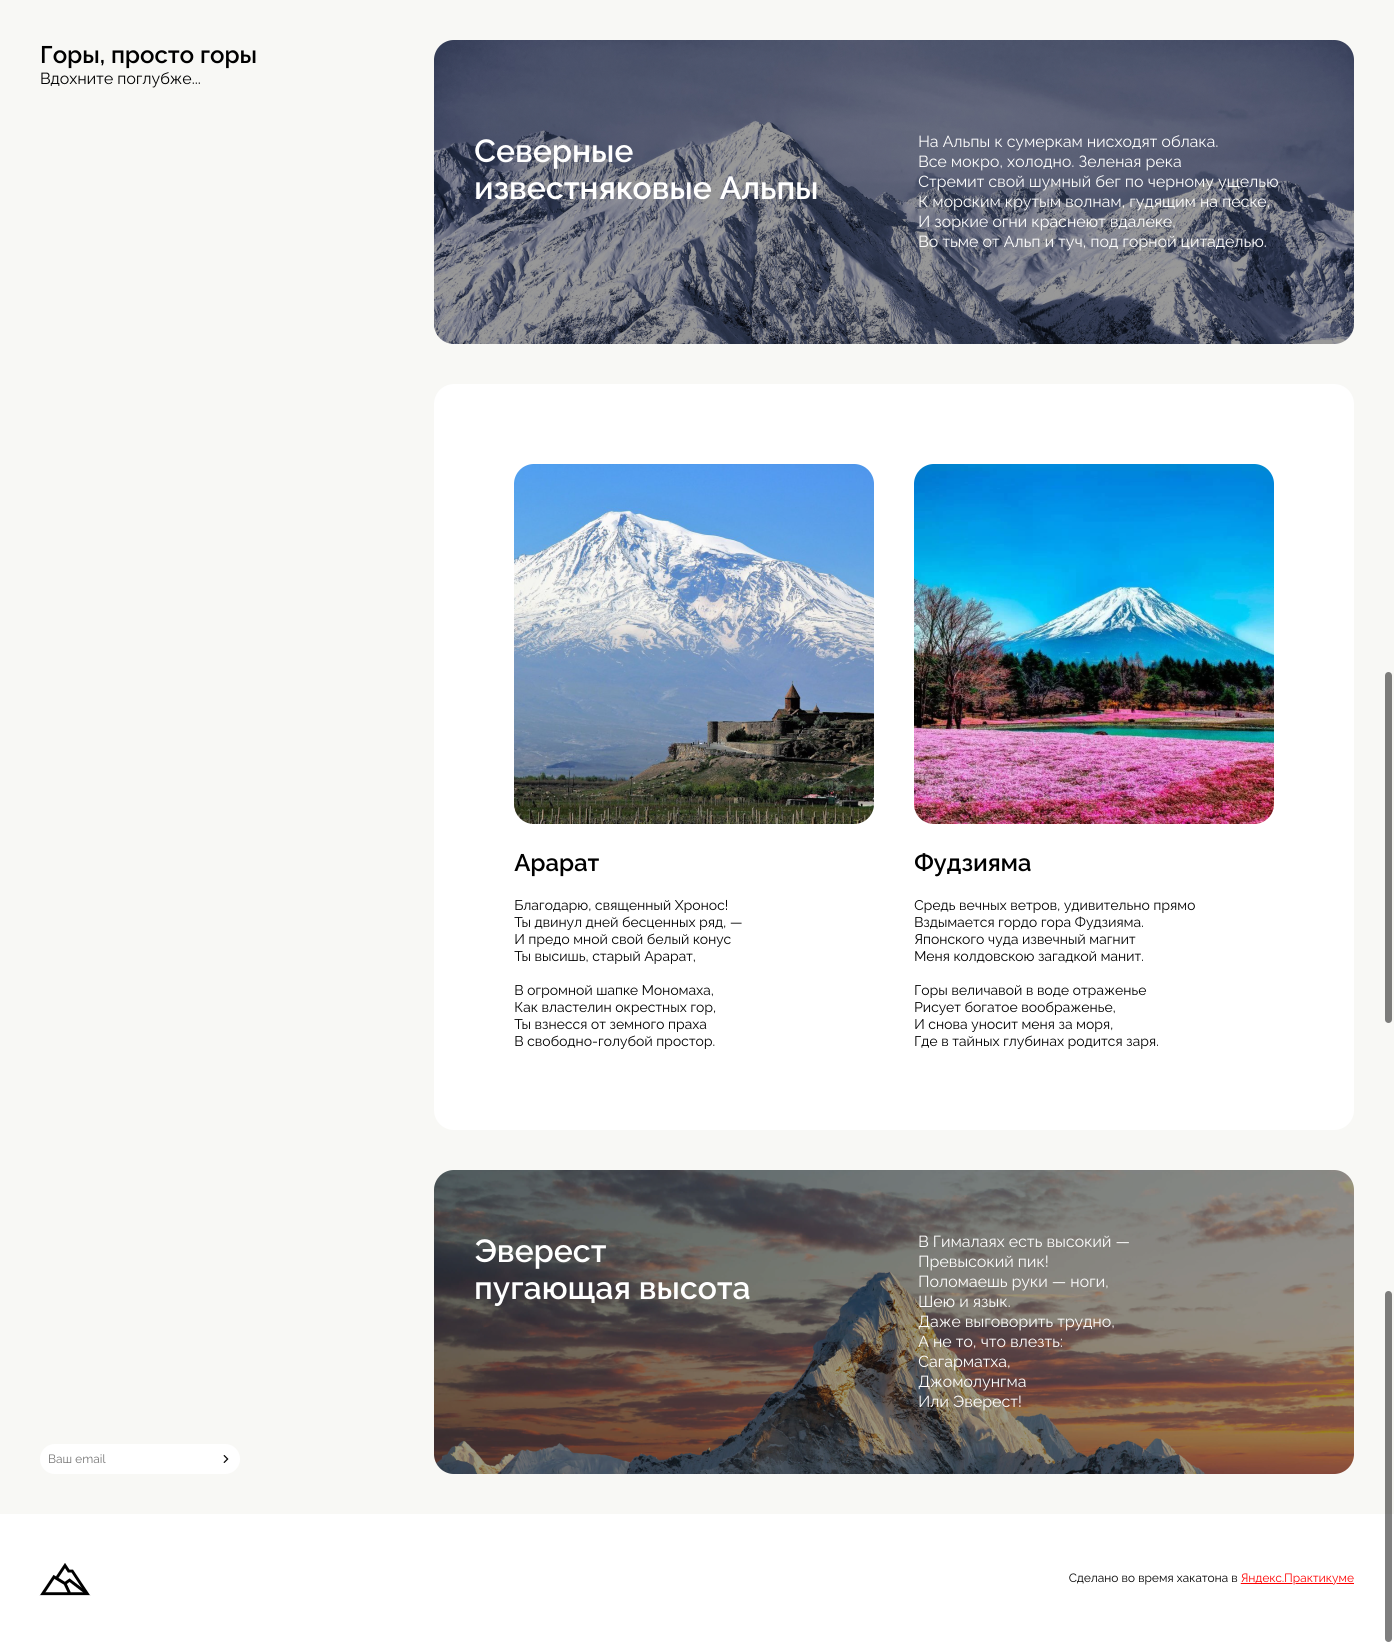 Горы, просто горы
Вдохните поглубже...
Северные
известняковые Альпы
На Альпы к сумеркам нисходят облака.
Все мокро, холодно. Зеленая река
Стремит свой шумный бег по черному ущелью
К морским крутым волнам, гудящим на песке,
И зоркие огни краснеют вдалеке,
Во тьме от Альп и туч, под горной цитаделью.
Арарат
Благодарю, священный Хронос!
Ты двинул дней бесценных ряд, —
И предо мной свой белый конус
Ты высишь, старый Арарат,
В огромной шапке Мономаха,
Как властелин окрестных гор,
Ты взнесся от земного праха
В свободно-голубой простор.
Фудзияма
Средь вечных ветров, удивительно прямо
Вздымается гордо гора Фудзияма.
Японского чуда извечный магнит
Меня колдовскою загадкой манит.
Горы величавой в воде отраженье
Рисует богатое воображенье,
И снова уносит меня за моря,
Где в тайных глубинах родится заря.
Эверест
пугающая высота
В Гималаях есть высокий —
Превысокий пик!
Поломаешь руки — ноги,
Шею и язык.
Даже выговорить трудно,
А не то, что влезть:
Сагарматха,
Джомолунгма
Или Эверест!
Ваш email
Сделано во время хакатона в Яндекс.Практикуме